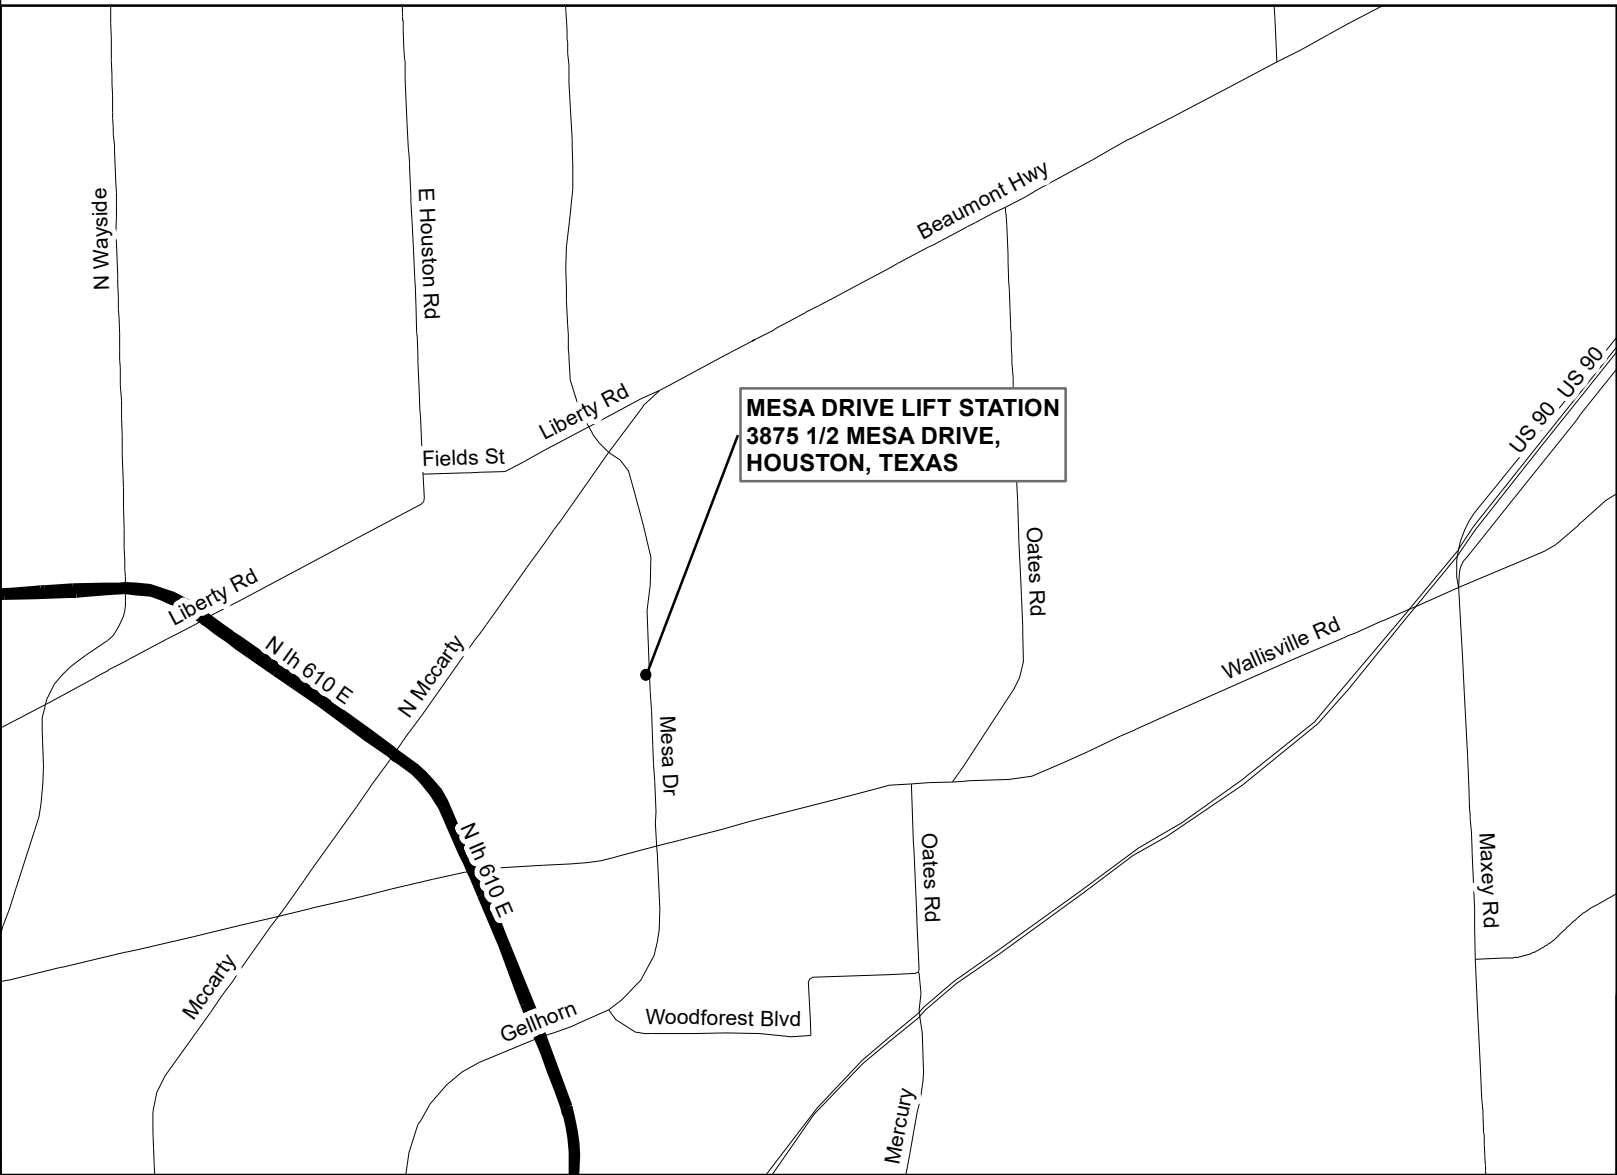 Beaumont Hwy
N Wayside
E Houston Rd
US 90
US 90
Liberty Rd
MESA DRIVE LIFT STATION
3875 1/2 MESA DRIVE,
HOUSTON, TEXAS
Fields St
Oates Rd
Liberty Rd
N Ih 610 E
N Mccarty
Wallisville Rd
Mesa Dr
N Ih 610 E
Oates Rd
Maxey Rd
Mccarty
Gellhorn
Woodforest Blvd
Mercury